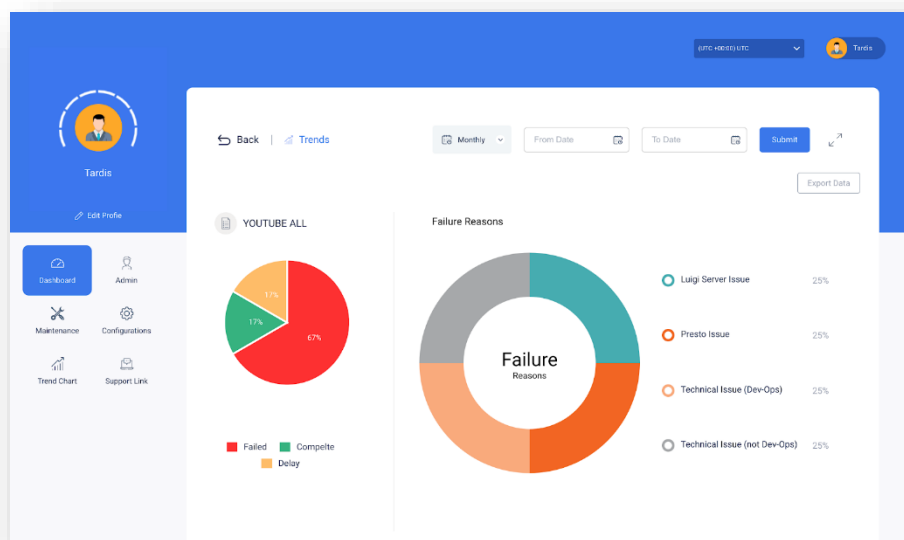 (UTC +00:00) UTC
Tardis
Tardis
Edit Profie
Dashboard
Admin
Maintenance
Configurations
Trend Chart
Support Link
Back | Trends
Monthly
From Date
To Date
Submit
Export Data
YOUTUBE ALL
17%
17%
67%
Failed
Compelte
Delay
Failure Reasons
Failure
Reasons
Luigi Server Issue 25%
Presto Issue 25%
Technical Issue (Dev-Ops) 25%
Technical Issue (not Dev-Ops) 25%